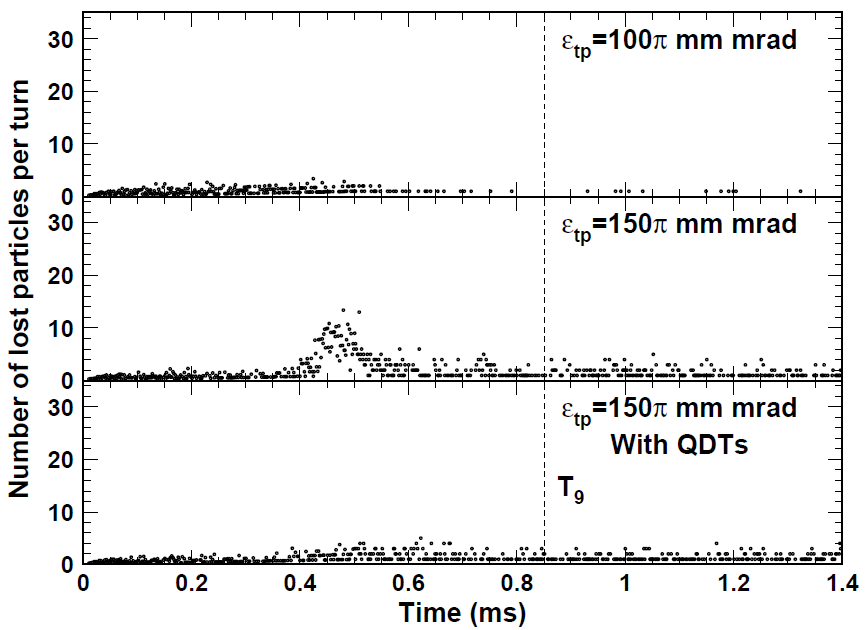 Number of lost particles per turn
30
20
10
0
ε_tp=100π mm mrad
30
20
10
0
ε_tp=150π mm mrad
30
20
10
0
ε_tp=150π mm mrad
With QDTs
T_9
0 0.2 0.4 0.6 0.8 1 1.2 1.4
Time (ms)